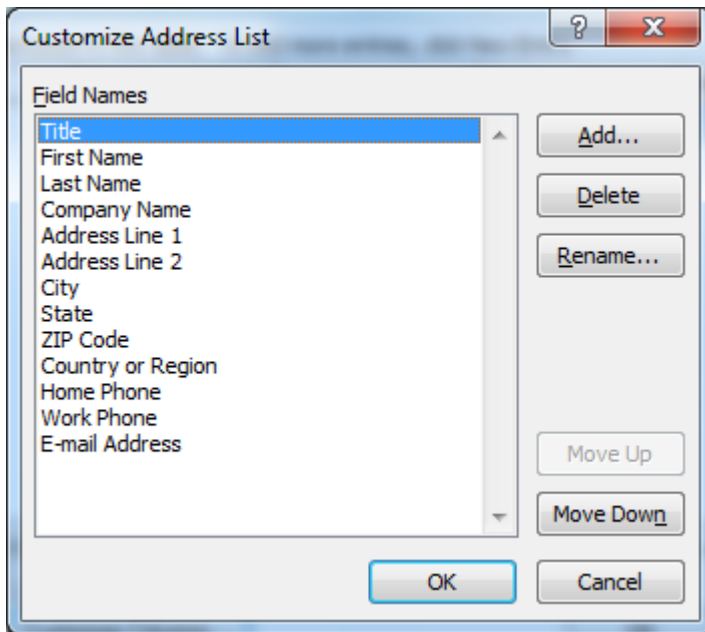 Customize Address List
Field Names
Title
First Name
Last Name
Company Name
Address Line 1
Address Line 2
City
State
ZIP Code
Country or Region
Home Phone
Work Phone
E-mail Address
Add...
Delete
Rename...
Move Up
Move Down
OK
Cancel